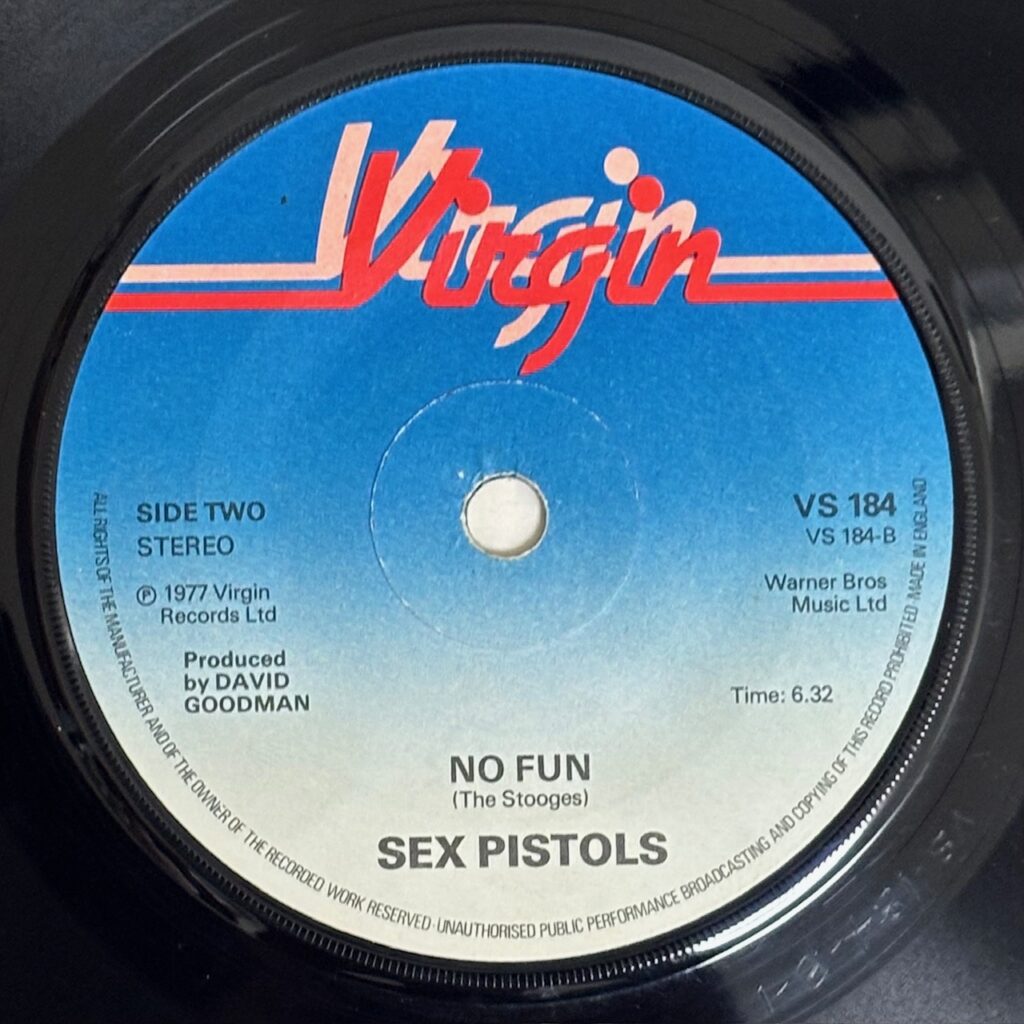 Virgin
SIDE TWO
STEREO
℗ 1977 Virgin
Records Ltd
Produced
by DAVID
GOODMAN
VS 184
VS 184-B
Warner Bros
Music Ltd
Time: 6.32
NO FUN
(The Stooges)
SEX PISTOLS
ALL RIGHTS OF THE MANUFACTURER AND OF THE OWNER OF THE RECORDED WORK RESERVED · UNAUTHORISED PUBLIC PERFORMANCE BROADCASTING AND COPYING OF THIS RECORD PROHIBITED · MADE IN ENGLAND